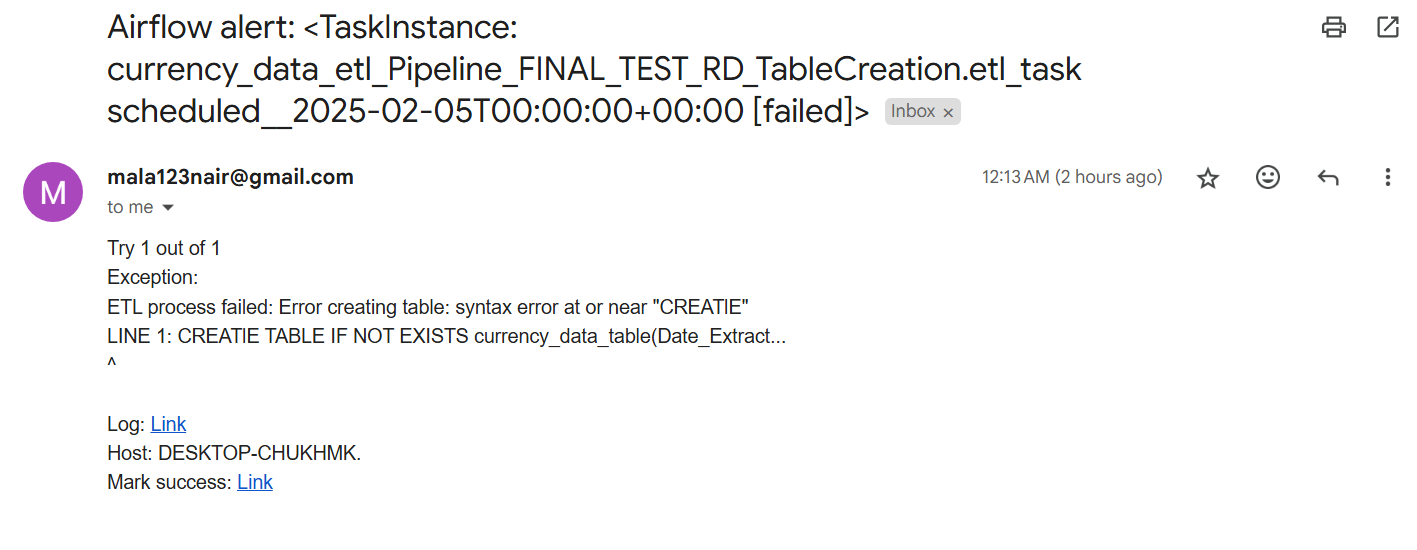 Airflow alert: <TaskInstance:
currency_data_etl_Pipeline_FINAL_TEST_RD_TableCreation.etl_task
scheduled__2025-02-05T00:00:00+00:00 [failed]> Inbox ×
M
mala123nair@gmail.com 12:13 AM (2 hours ago)
to me
Try 1 out of 1
Exception:
ETL process failed: Error creating table: syntax error at or near "CREATlE"
LINE 1: CREATlE TABLE IF NOT EXISTS currency_data_table(Date_Extract...
^
Log: Link
Host: DESKTOP-CHUKHMK.
Mark success: Link